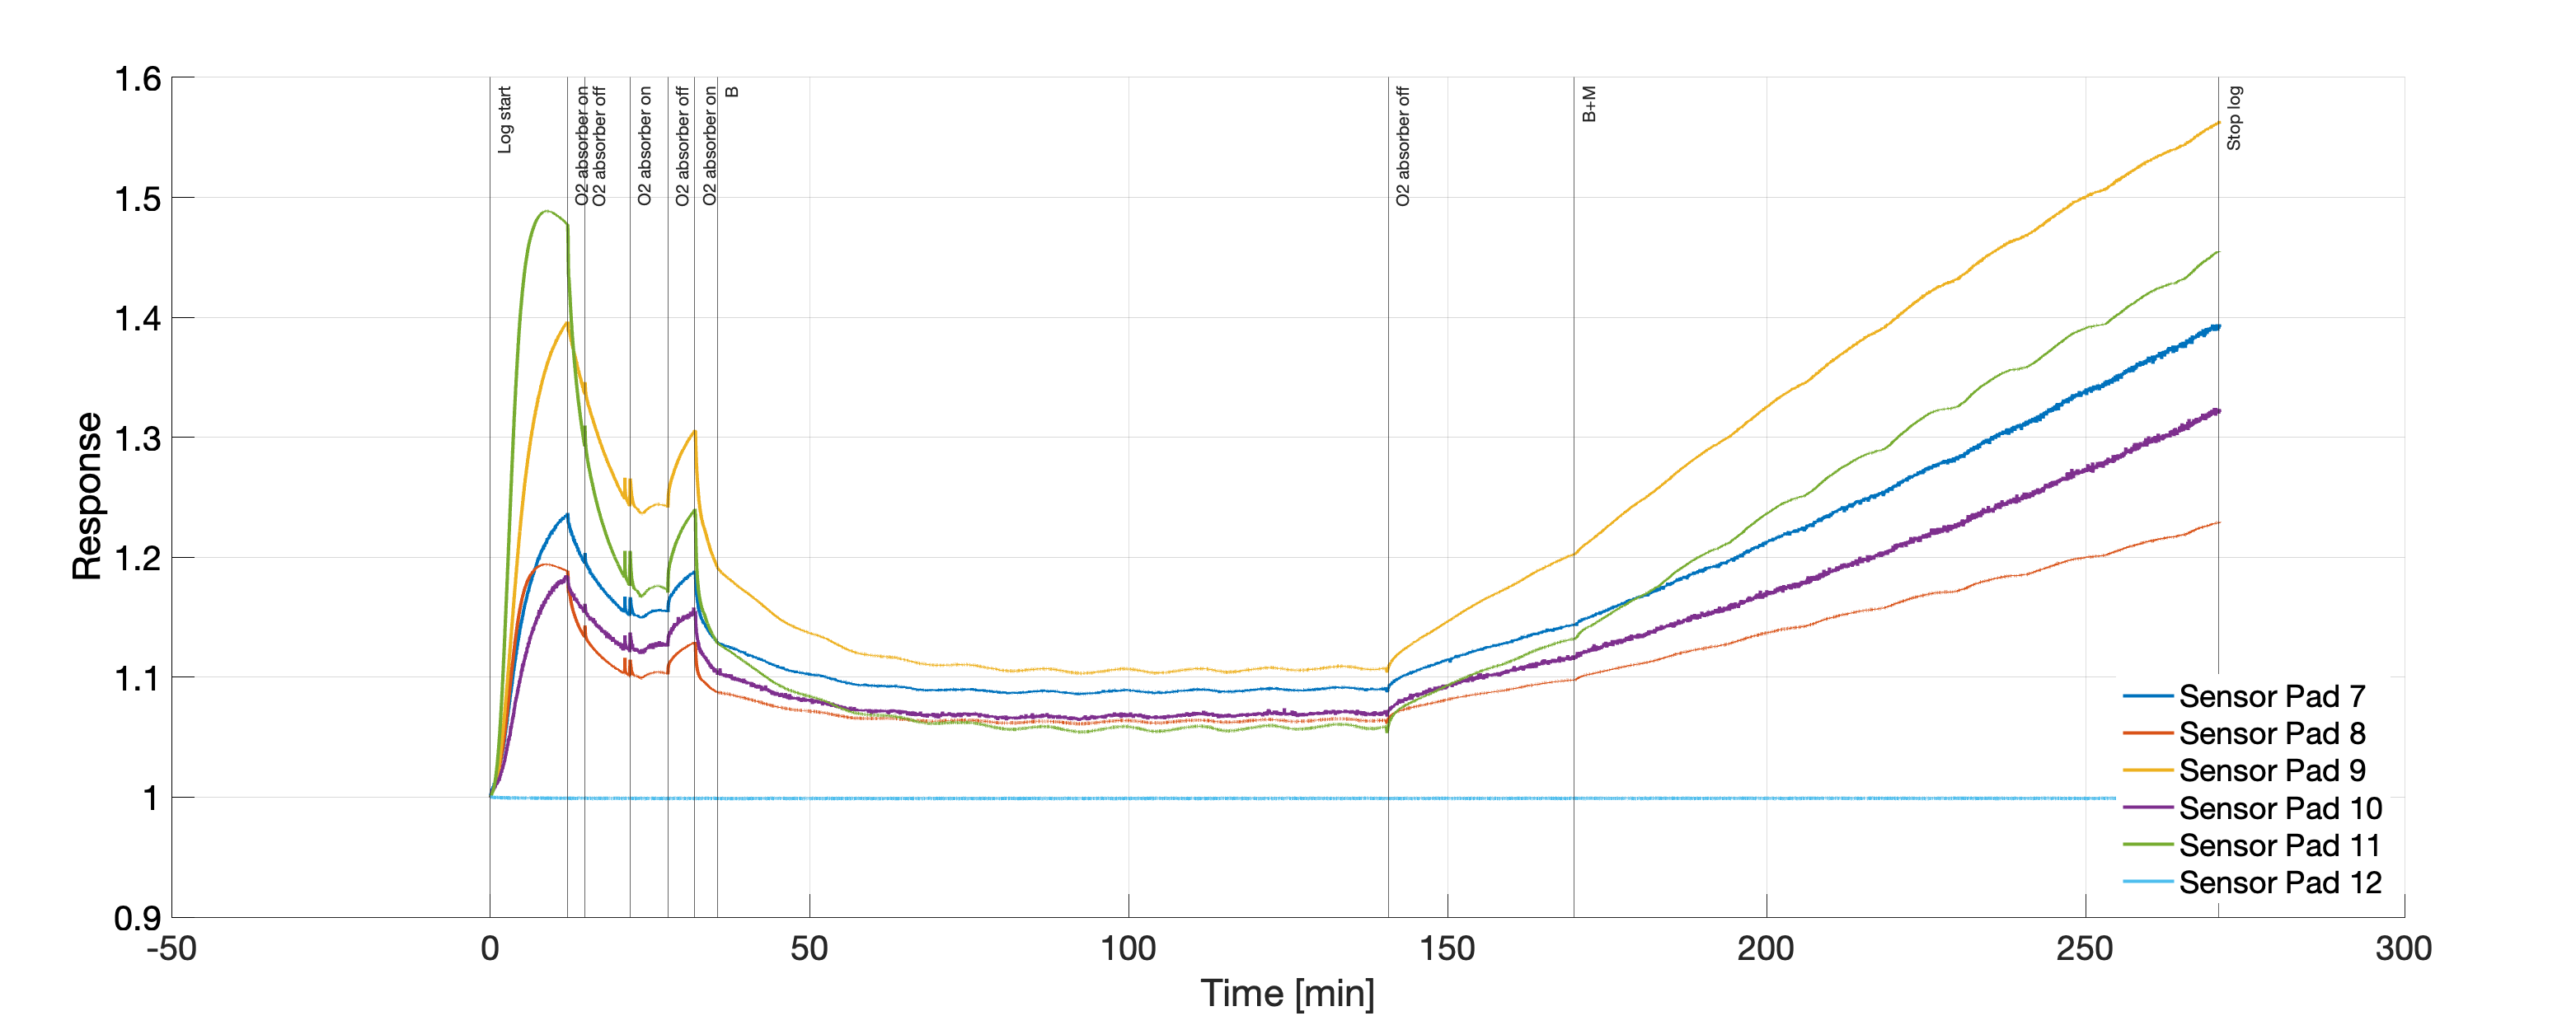 1.6
1.5
1.4
1.3
1.2
1.1
1
0.9
Response
-50
0
50
100
150
200
250
300
Time [min]
Log start
O2 absorber on
O2 absorber off
O2 absorber on
O2 absorber off
O2 absorber on
B
O2 absorber off
B+M
Stop log
Sensor Pad 7
Sensor Pad 8
Sensor Pad 9
Sensor Pad 10
Sensor Pad 11
Sensor Pad 12